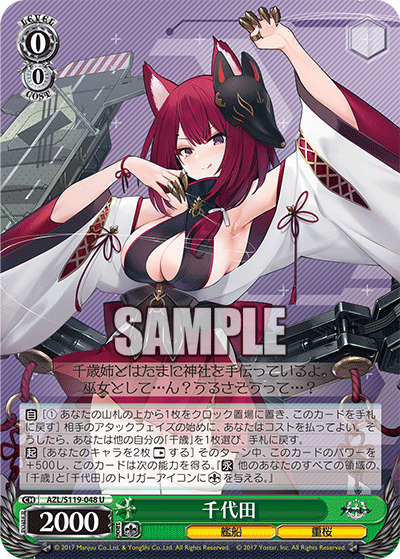 LEVEL
0
0
COST
SAMPLE
千歳姉とはたまに神社を手伝っているよ。
巫女として…ん？うるさそうって…？
自 [① あなたの山札の上から1枚をクロック置場に置き、このカードを手札
に戻す] 相手のアタックフェイズの始めに、あなたはコストを払ってよい。そ
うしたら、あなたは他の自分の「千歳」を1枚選び、手札に戻す。
起 [あなたのキャラを2枚 する] そのターン中、このカードのパワーを
+500し、このカードは次の能力を得る。『永 他のあなたのすべての領域の、
「千歳」と「千代田」のトリガーアイコンに を与える。』
CH AZL/S119-048 U
2000
千代田
艦船
重桜
© 2017 Manjuu Co.,Ltd. & YongShi Co.,Ltd. All Rights Reserved. © 2017 Yostar, Inc. All Rights Reserved.